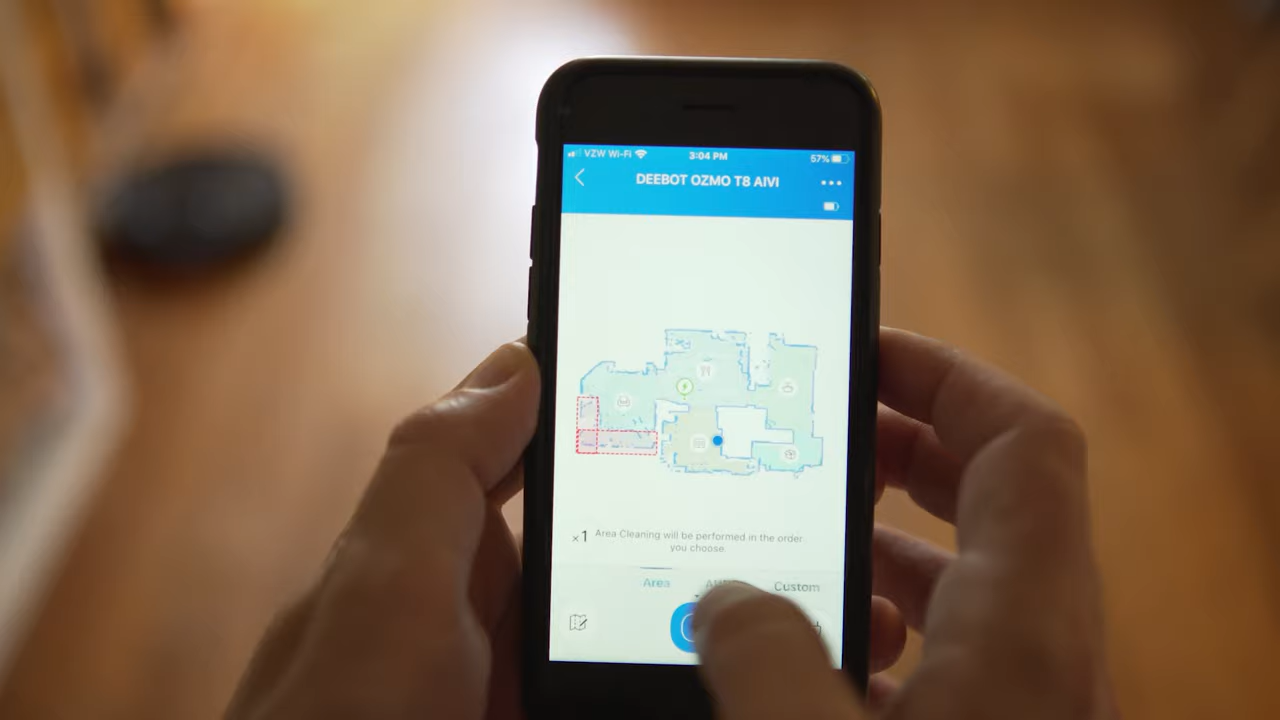 VZW Wi-Fi 3:04 PM 57%
DEEBOT OZMO T8 AIVI
×1 Area Cleaning will be performed in the order
you choose.
Area Custom